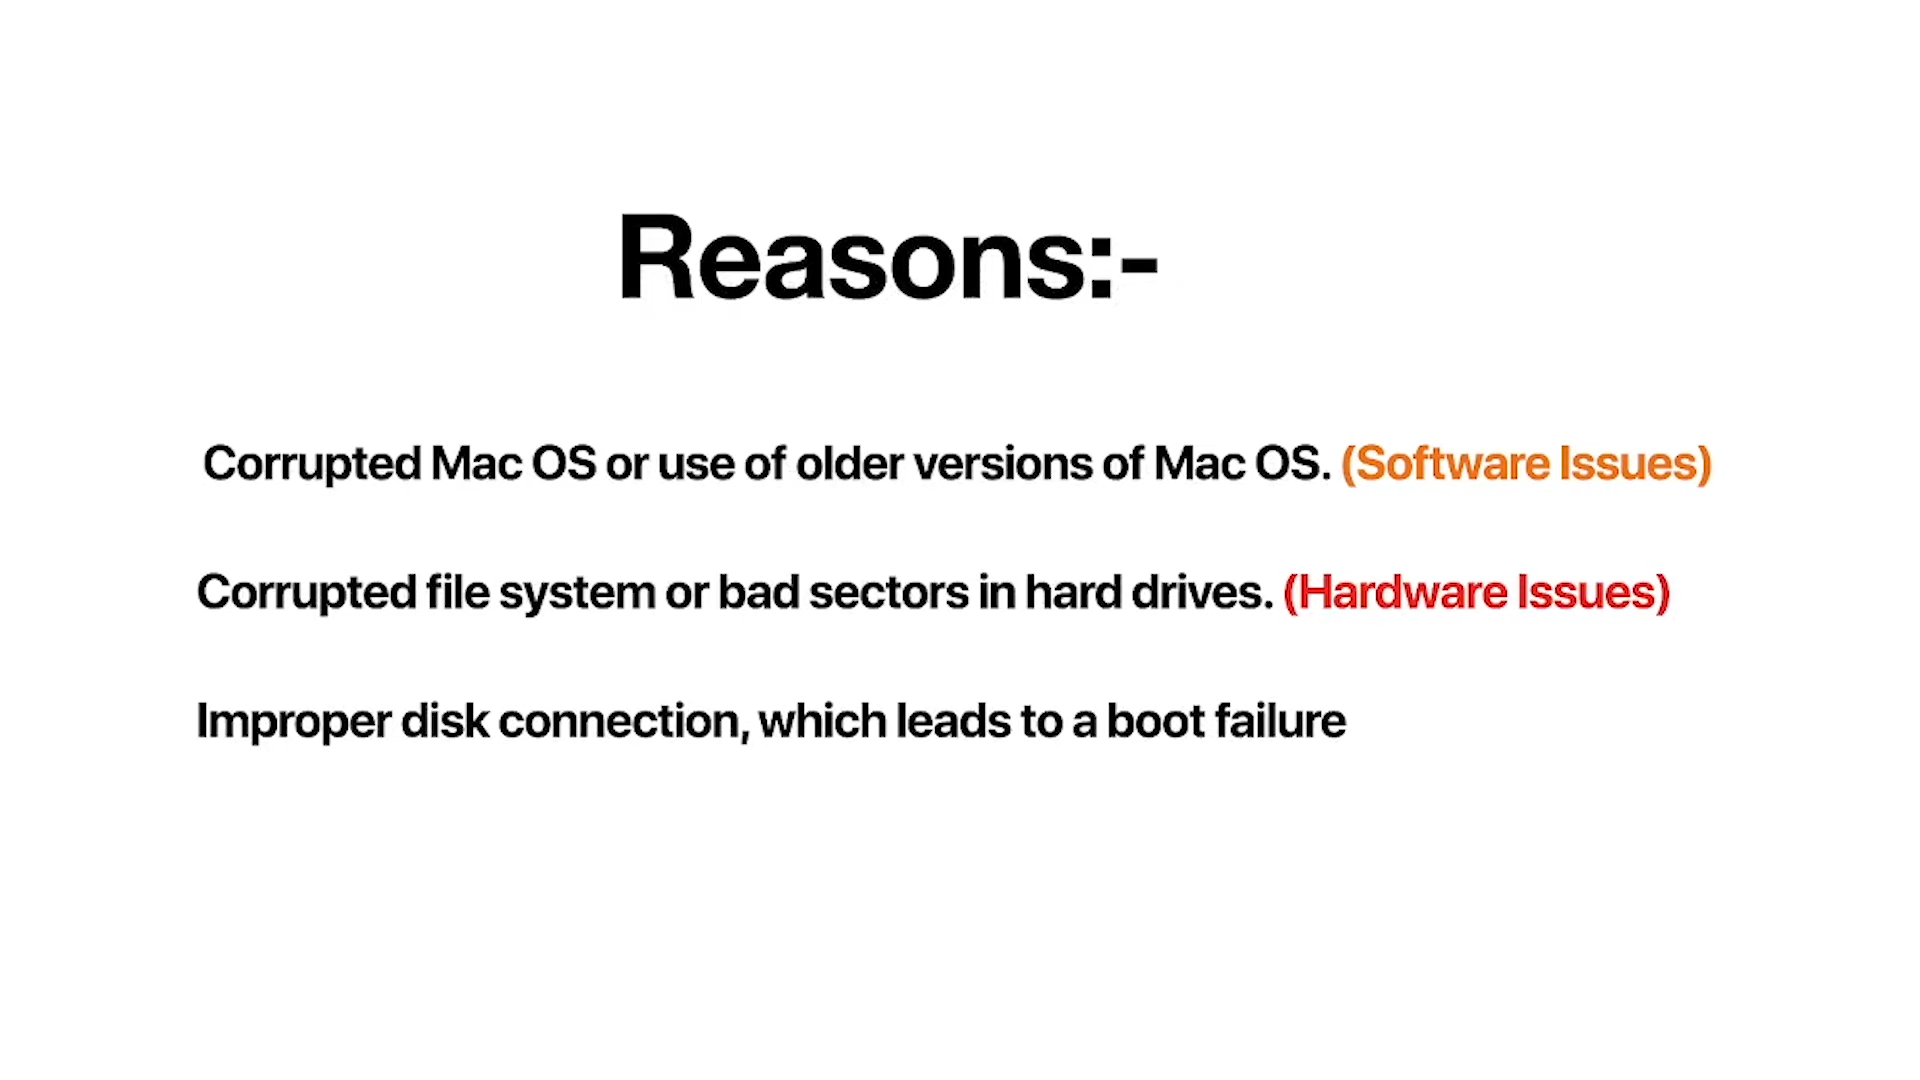 Reasons:-
Corrupted Mac OS or use of older versions of Mac OS. (Software Issues)
Corrupted file system or bad sectors in hard drives. (Hardware Issues)
Improper disk connection, which leads to a boot failure